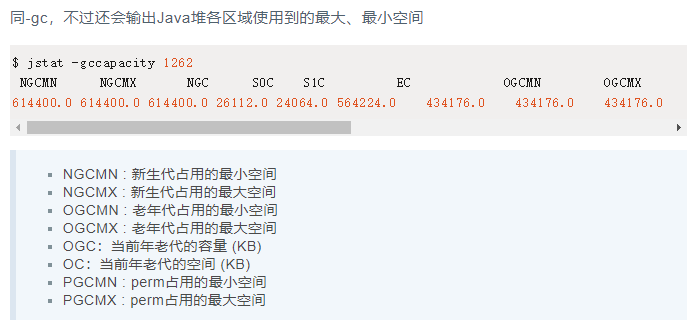 同-gc，不过还会输出Java堆各区域使用到的最大、最小空间
$ jstat -gccapacity 1262
NGCMN NGCMX NGC S0C S1C EC OGCMN OGCMX
614400.0 614400.0 614400.0 26112.0 24064.0 564224.0 434176.0 434176.0 434176.0
NGCMN : 新生代占用的最小空间
NGCMX : 新生代占用的最大空间
OGCMN : 老年代占用的最小空间
OGCMX : 老年代占用的最大空间
OGC：当前年老代的容量 (KB)
OC：当前年老代的空间 (KB)
PGCMN : perm占用的最小空间
PGCMX : perm占用的最大空间